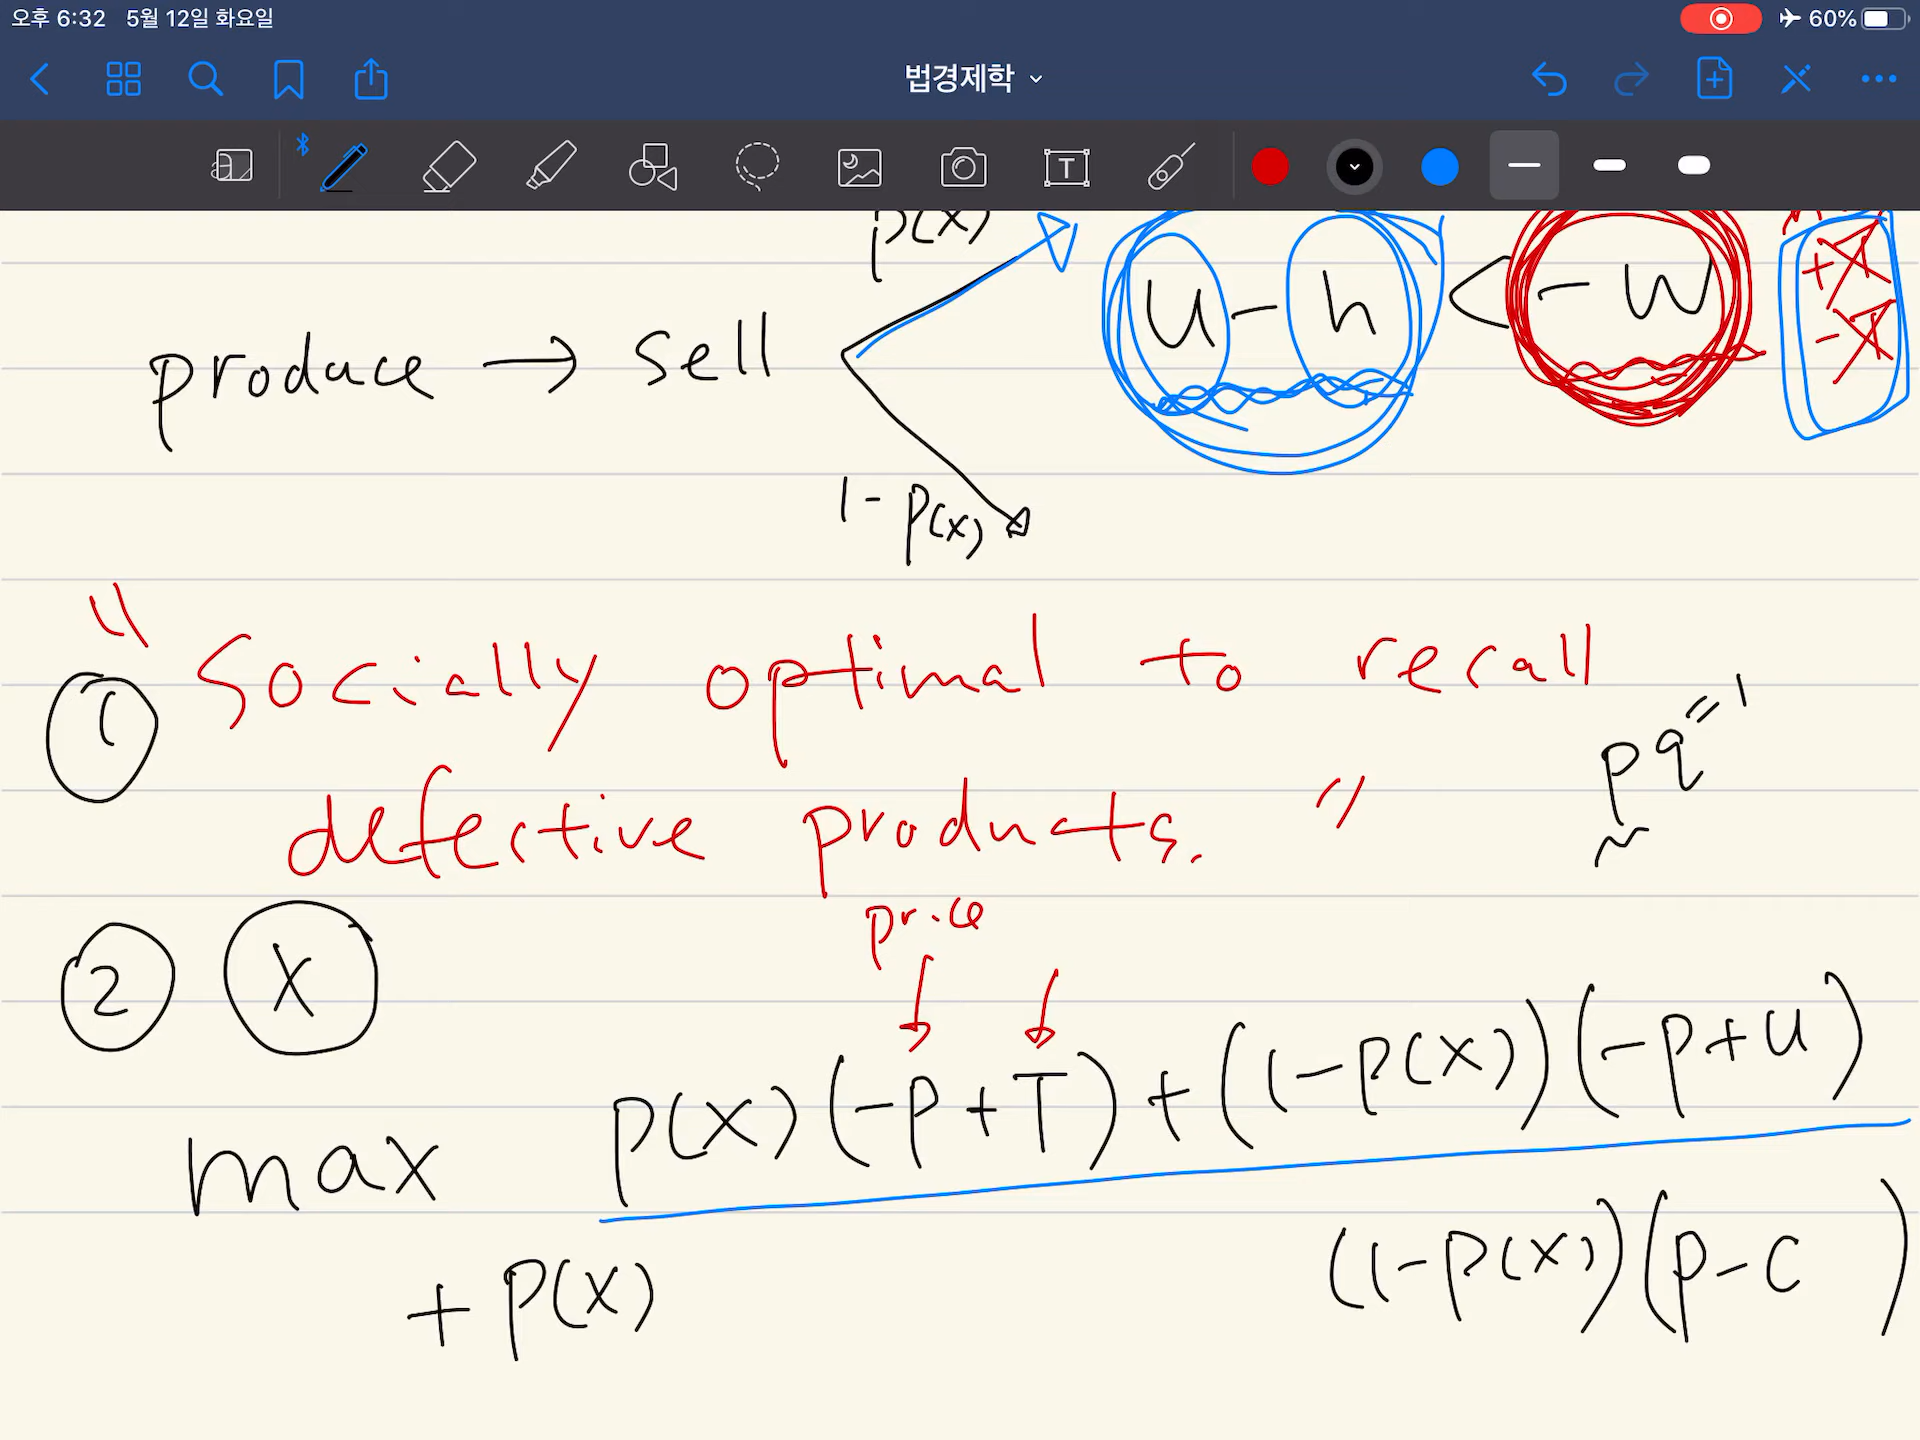 오후 6:32 5월 12일 화요일 60%
법경제학
p(x)
u - h < - w
produce → sell
1 - p(x)
① "Socially optimal to recall
pq = 1
defective products."
price
② X
max p(x)(-p+T) + (1-p(x))(-p+u)
+ p(x) (1-p(x))(p-c )